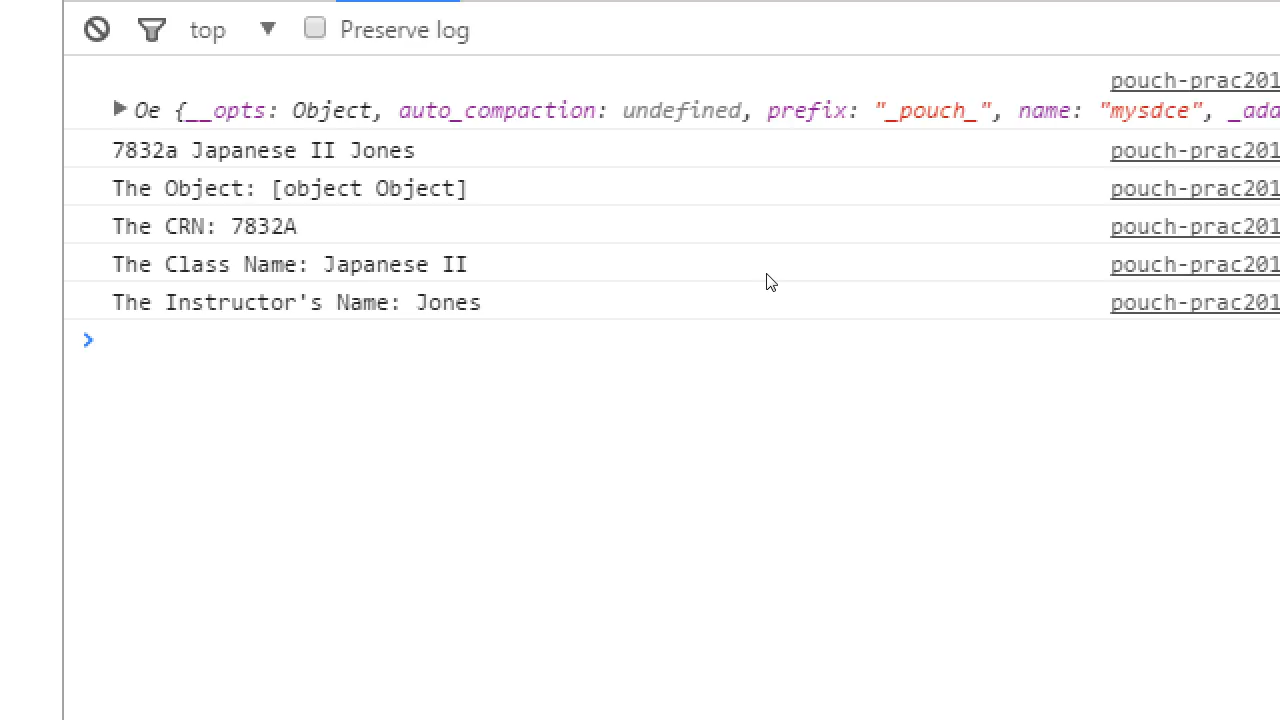 top Preserve log
pouch-prac201
Oe {__opts: Object, auto_compaction: undefined, prefix: "_pouch_", name: "mysdce", _ada
7832a Japanese II Jones pouch-prac201
The Object: [object Object] pouch-prac201
The CRN: 7832A pouch-prac201
The Class Name: Japanese II pouch-prac201
The Instructor's Name: Jones pouch-prac201